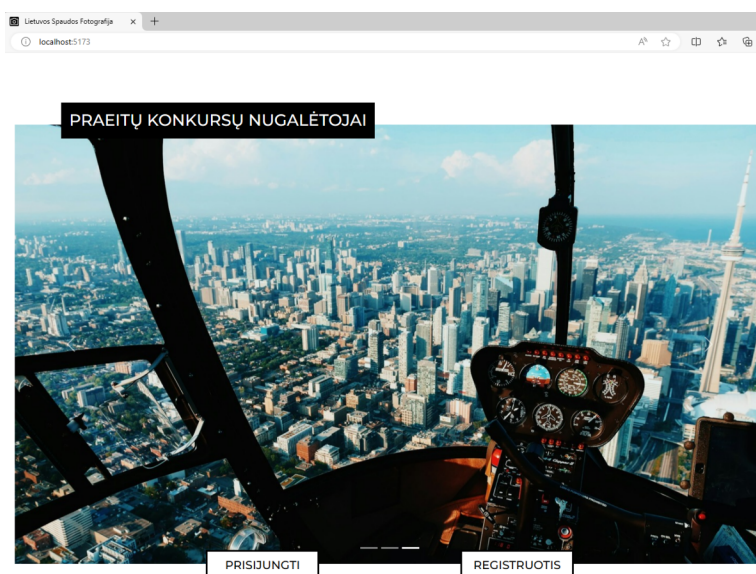 Lietuvos Spaudos Fotografija
localhost:5173
PRAEITŲ KONKURSŲ NUGALĖTOJAI
PRISIJUNGTI
REGISTRUOTIS